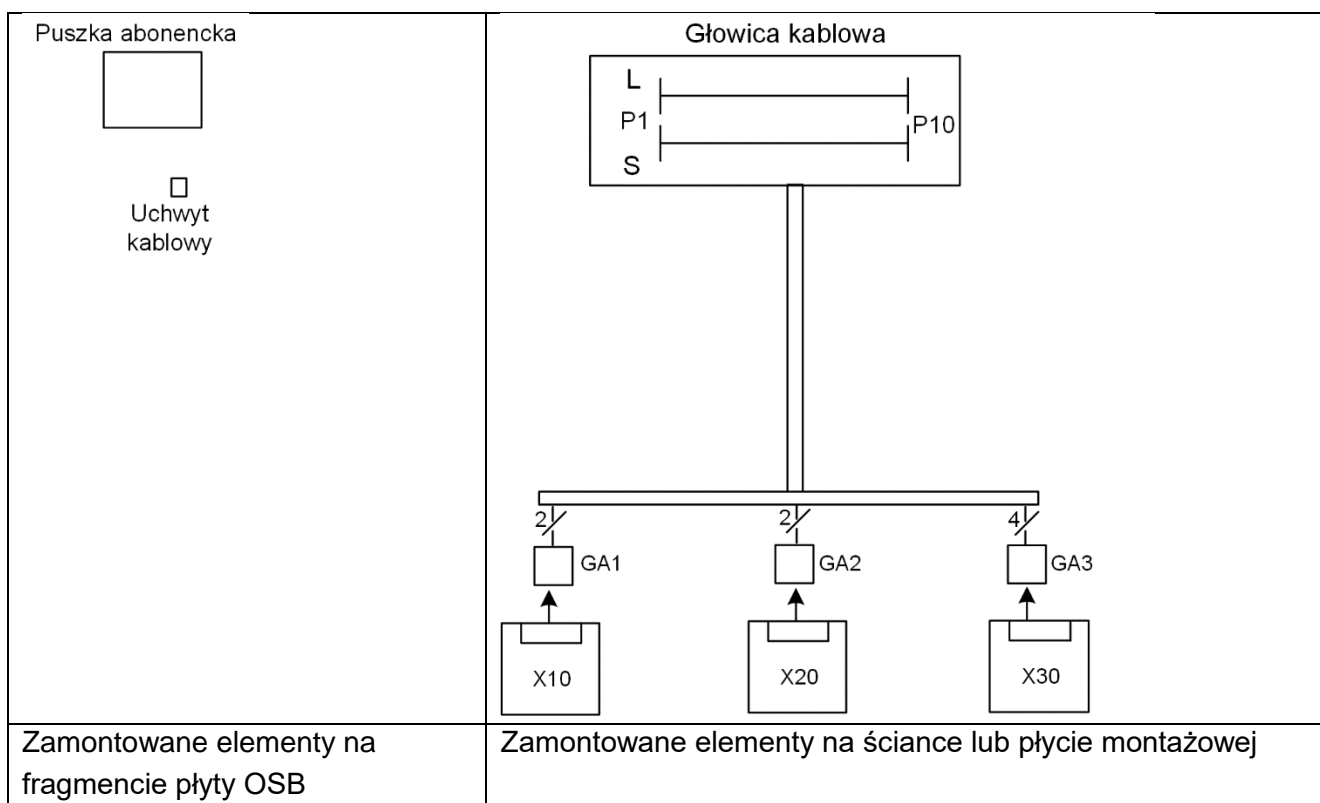 Puszka abonencka
Uchwyt
kablowy
Głowica kablowa
L
P1
P10
S
2
2
4
GA1
GA2
GA3
X10
X20
X30
Zamontowane elementy na
fragmencie płyty OSB
Zamontowane elementy na ściance lub płycie montażowej